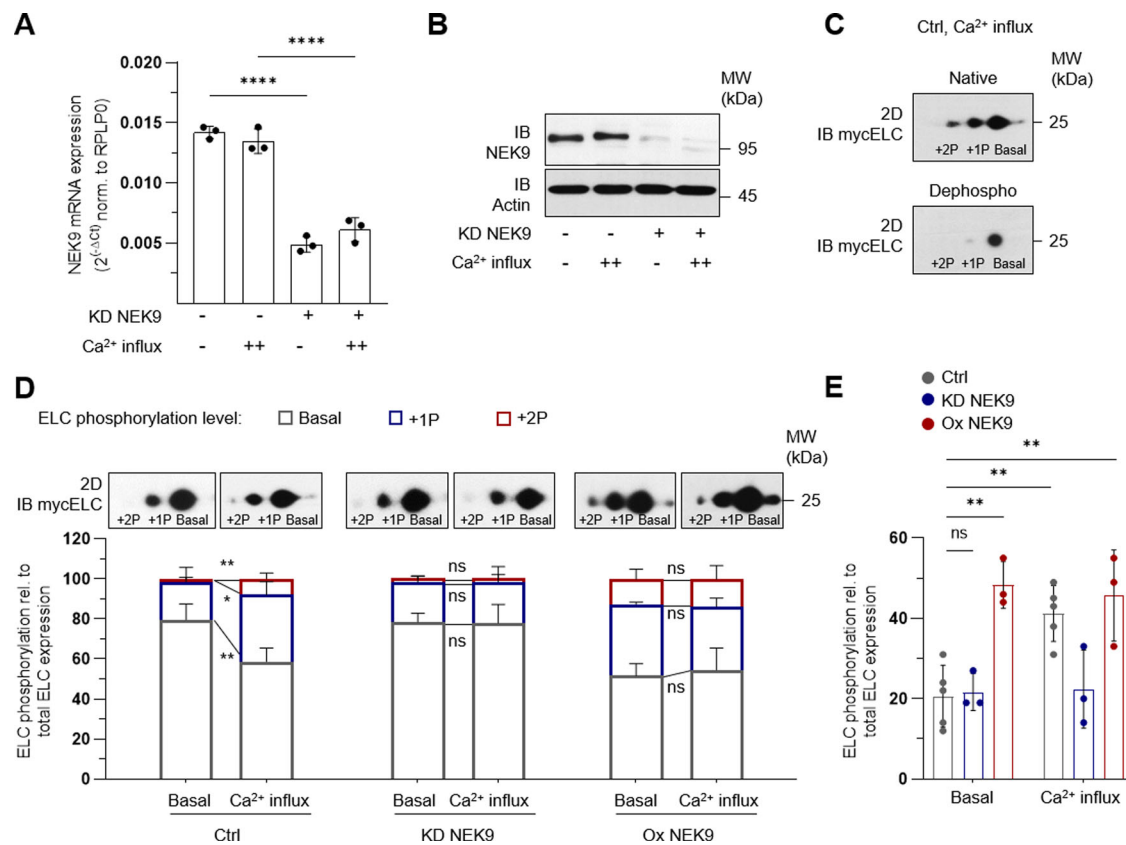 A
NEK9 mRNA expression
(2^(-ΔCt) norm. to RPLP0)
0.020
0.015
0.010
0.005
****
****
KD NEK9 - - + +
Ca²⁺ influx - ++ - ++
B
MW
(kDa)
IB
NEK9
95
IB
Actin
45
KD NEK9 - - + +
Ca²⁺ influx - ++ - ++
C
Ctrl, Ca²⁺ influx
MW
(kDa)
Native
2D
IB mycELC
+2P +1P Basal
25
Dephospho
2D
IB mycELC
+2P +1P Basal
25
D
ELC phosphorylation level: Basal +1P +2P
MW
(kDa)
2D
IB mycELC
+2P +1P Basal +2P +1P Basal +2P +1P Basal +2P +1P Basal +2P +1P Basal +2P +1P Basal
25
ELC phosphorylation rel. to
total ELC expression
120
100
80
60
40
20
0
**
*
**
ns
ns
ns
ns
ns
ns
Basal Ca²⁺ influx Basal Ca²⁺ influx Basal Ca²⁺ influx
Ctrl KD NEK9 Ox NEK9
E
Ctrl
KD NEK9
Ox NEK9
**
**
**
ns
ELC phosphorylation rel. to
total ELC expression
60
40
20
0
Basal Ca²⁺ influx